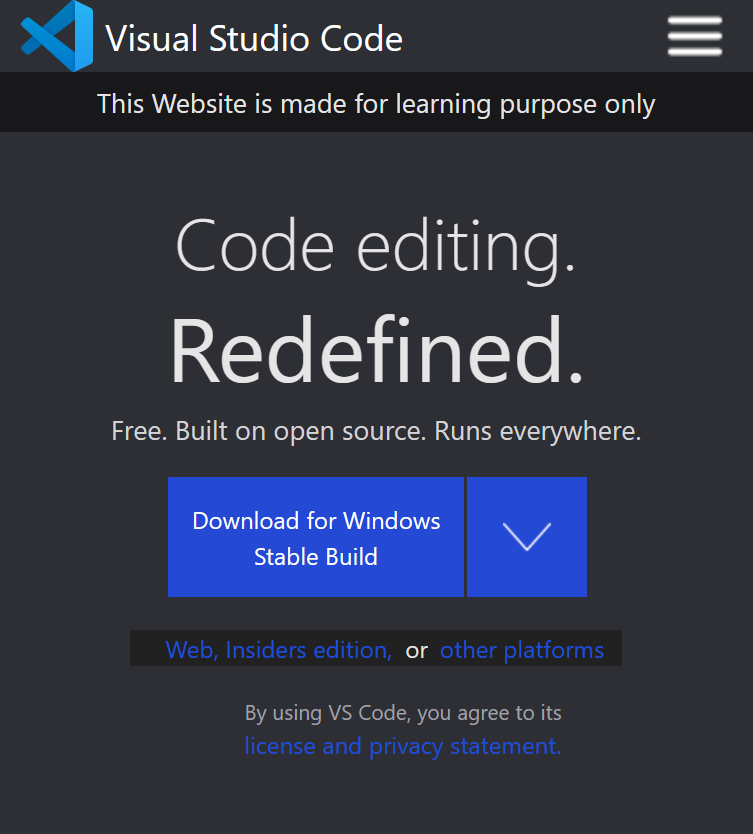 Visual Studio Code
This Website is made for learning purpose only
Code editing.
Redefined.
Free. Built on open source. Runs everywhere.
Download for Windows
Stable Build
Web, Insiders edition, or other platforms
By using VS Code, you agree to its
license and privacy statement.